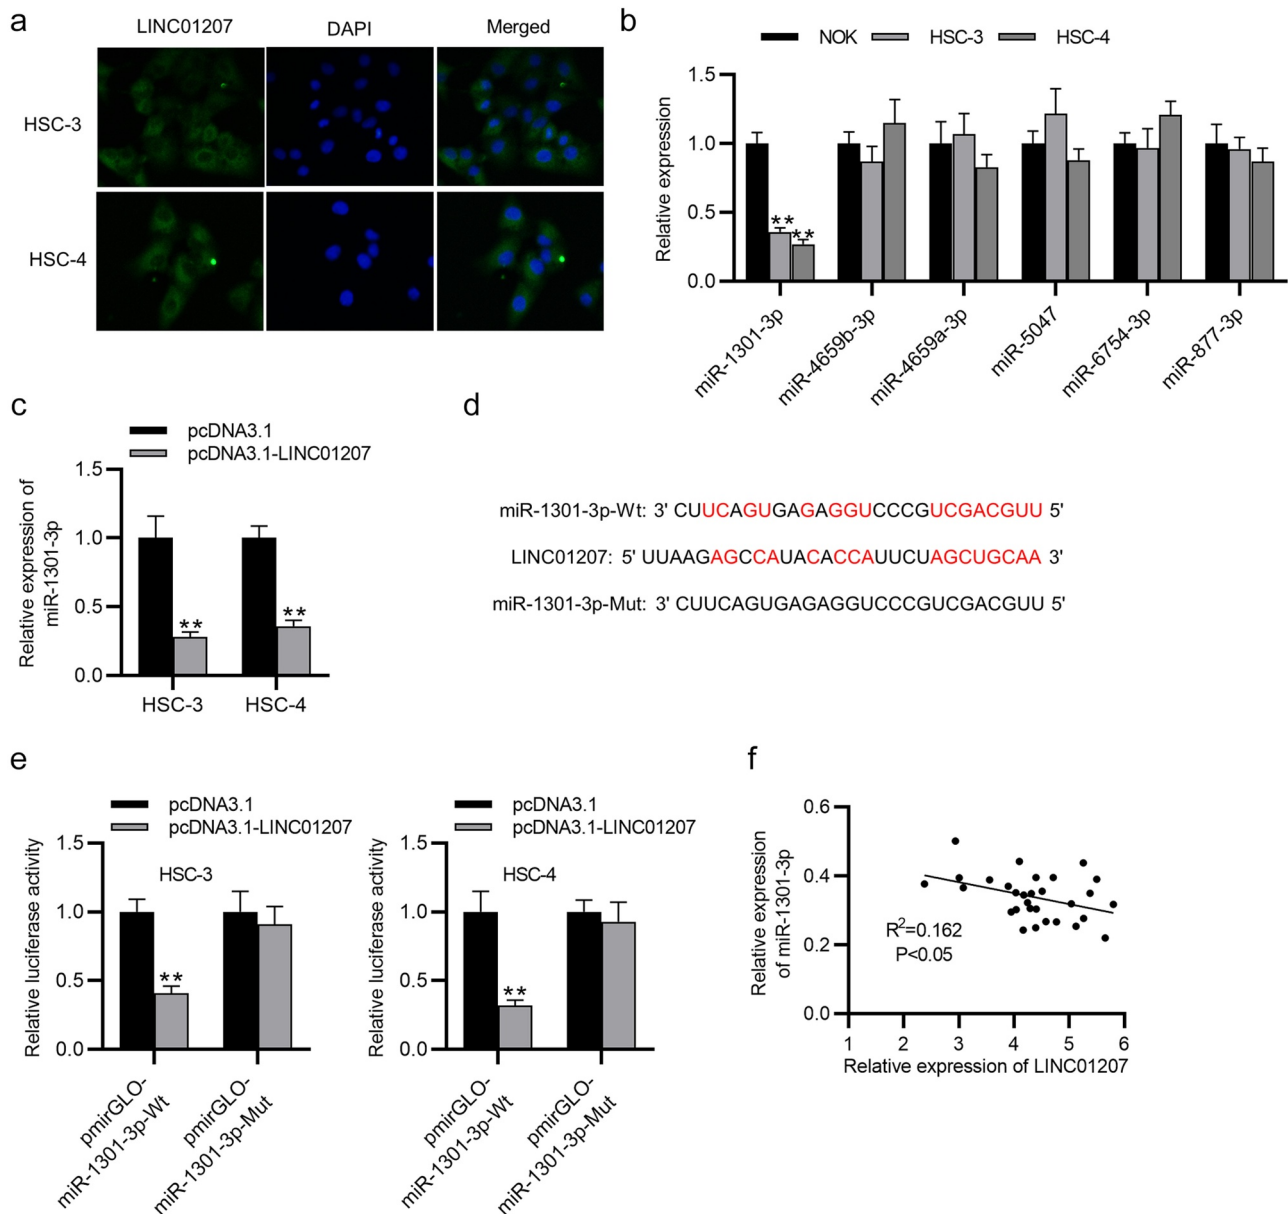 a
LINC01207 DAPI Merged
HSC-3
HSC-4
b
NOK HSC-3 HSC-4
Relative expression
1.5
1.0
0.5
0.0
** **
miR-1301-3p
miR-4659b-3p
miR-4659a-3p
miR-5047
miR-6754-3p
miR-877-3p
c
pcDNA3.1
pcDNA3.1-LINC01207
Relative expression of
miR-1301-3p
1.5
1.0
0.5
0.0
** **
HSC-3 HSC-4
d
miR-1301-3p-Wt: 3' CUUCAGUGAGAGGUCCCGUCGACGUU 5'
LINC01207: 5' UUAAGAGCCAUACACCAUUCUAGCUGCAA 3'
miR-1301-3p-Mut: 3' CUUCAGUGAGAGGUCCCGUCGACGUU 5'
e
pcDNA3.1
pcDNA3.1-LINC01207
Relative luciferase activity
HSC-3
1.5
1.0
0.5
0.0
**
pmirGLO-
miR-1301-3p-Wt
pmirGLO-
miR-1301-3p-Mut
pcDNA3.1
pcDNA3.1-LINC01207
Relative luciferase activity
HSC-4
1.5
1.0
0.5
0.0
**
pmirGLO-
miR-1301-3p-Wt
pmirGLO-
miR-1301-3p-Mut
f
Relative expression
of miR-1301-3p
0.6
0.4
0.2
0.0
R2=0.162
P<0.05
1 2 3 4 5 6
Relative expression of LINC01207